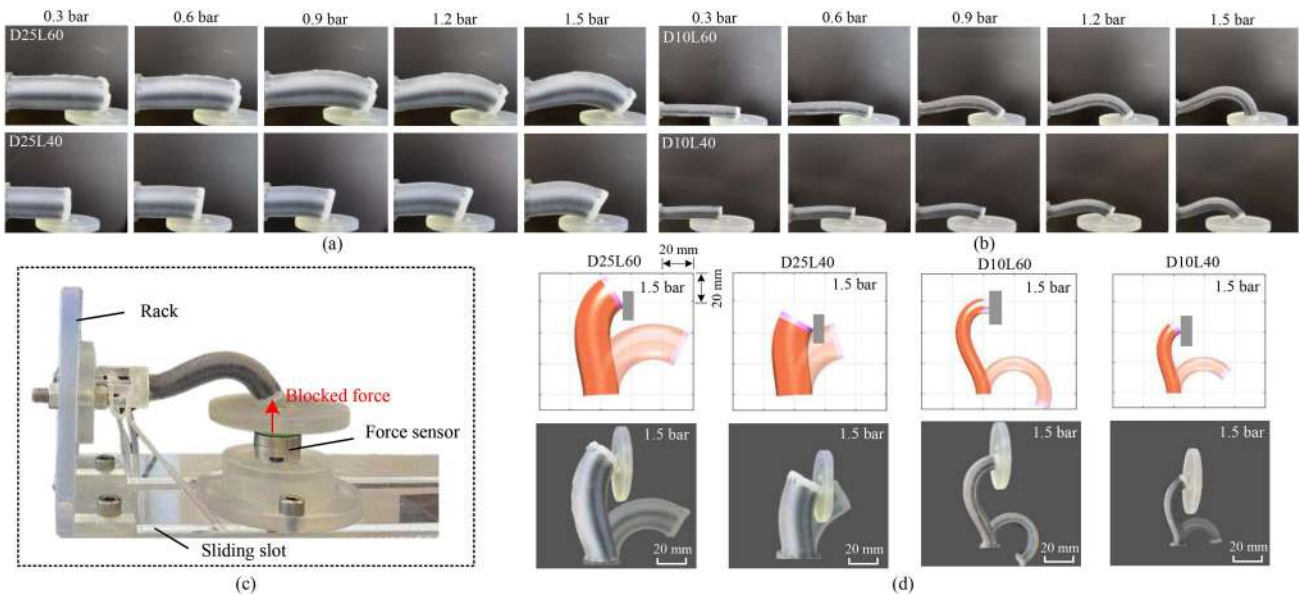 0.3 bar 0.6 bar 0.9 bar 1.2 bar 1.5 bar 0.3 bar 0.6 bar 0.9 bar 1.2 bar 1.5 bar
D25L60 D10L60
D25L40 D10L40
(a) (b)
Rack
Blocked force
Force sensor
Sliding slot
(c)
20 mm
D25L60 D25L40 D10L60 D10L40
20 mm
1.5 bar 1.5 bar 1.5 bar 1.5 bar
1.5 bar 1.5 bar 1.5 bar 1.5 bar
20 mm 20 mm 20 mm 20 mm
(d)